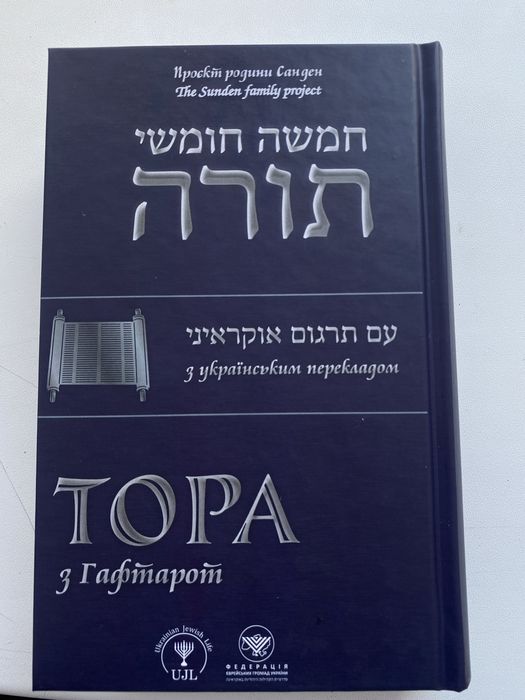 Проєкт родини Санден
The Sunden family project
חמשה חומשי
תורה
עם תרגום אוקראיני
з українським перекладом
ТОРА
з Гафтарот
Ukrainian Jewish Life
UJL
ФЕДЕРАЦІЯ
ЄВРЕЙСЬКИХ ГРОМАД УКРАЇНИ